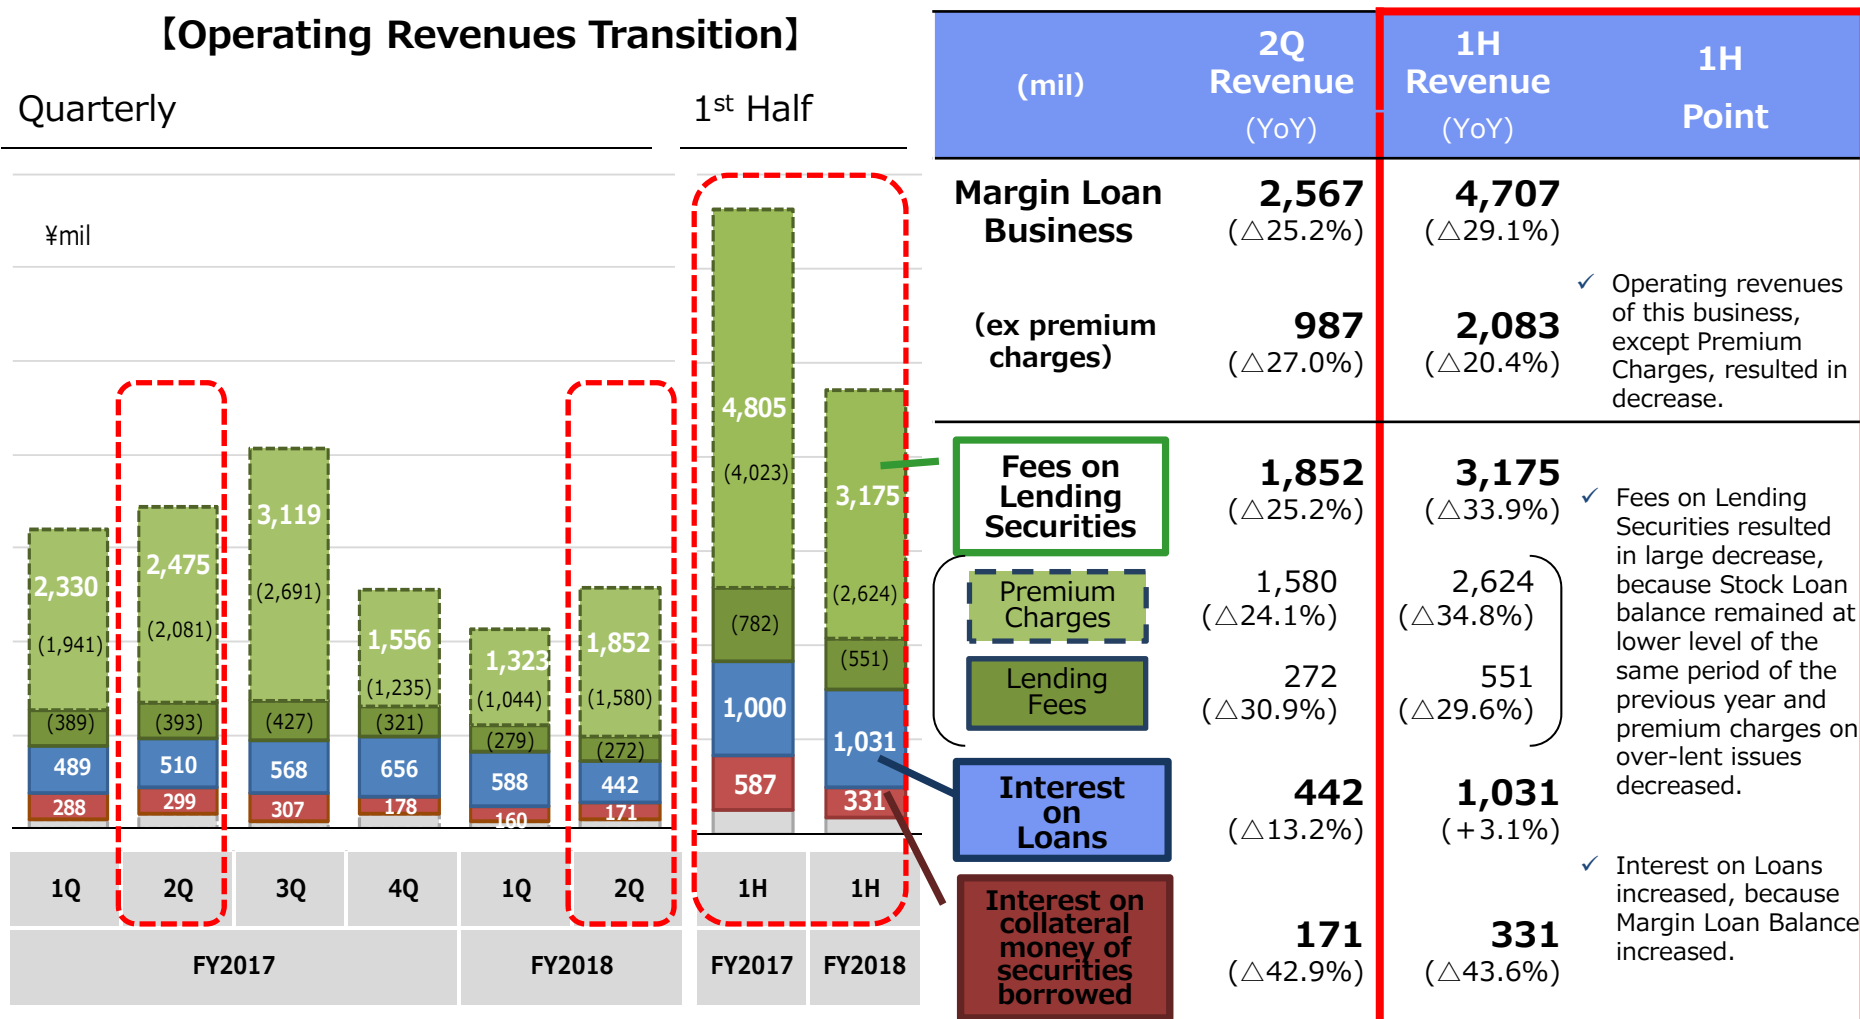 【Operating Revenues Transition】
Quarterly
1st Half
¥mil
2,330
(1,941)
(389)
489
288
2,475
(2,081)
(393)
510
299
3,119
(2,691)
(427)
568
307
1,556
(1,235)
(321)
656
178
1,323
(1,044)
(279)
588
160
1,852
(1,580)
(272)
442
171
4,805
(4,023)
(782)
1,000
587
3,175
(2,624)
(551)
1,031
331
1Q 2Q 3Q 4Q 1Q 2Q 1H 1H
FY2017 FY2018 FY2017 FY2018
(mil)
2Q
Revenue
(YoY)
1H
Revenue
(YoY)
1H
Point
Margin Loan
Business
2,567
(△25.2%)
4,707
(△29.1%)
(ex premium
charges)
987
(△27.0%)
2,083
(△20.4%)
✓ Operating revenues
of this business,
except Premium
Charges, resulted in
decrease.
Fees on
Lending
Securities
1,852
(△25.2%)
3,175
(△33.9%)
Premium
Charges
1,580
(△24.1%)
2,624
(△34.8%)
Lending
Fees
272
(△30.9%)
551
(△29.6%)
✓ Fees on Lending
Securities resulted
in large decrease,
because Stock Loan
balance remained at
lower level of the
same period of the
previous year and
premium charges on
over-lent issues
decreased.
Interest
on
Loans
442
(△13.2%)
1,031
(+3.1%)
✓ Interest on Loans
increased, because
Margin Loan Balance
increased.
Interest on
collateral
money of
securities
borrowed
171
(△42.9%)
331
(△43.6%)